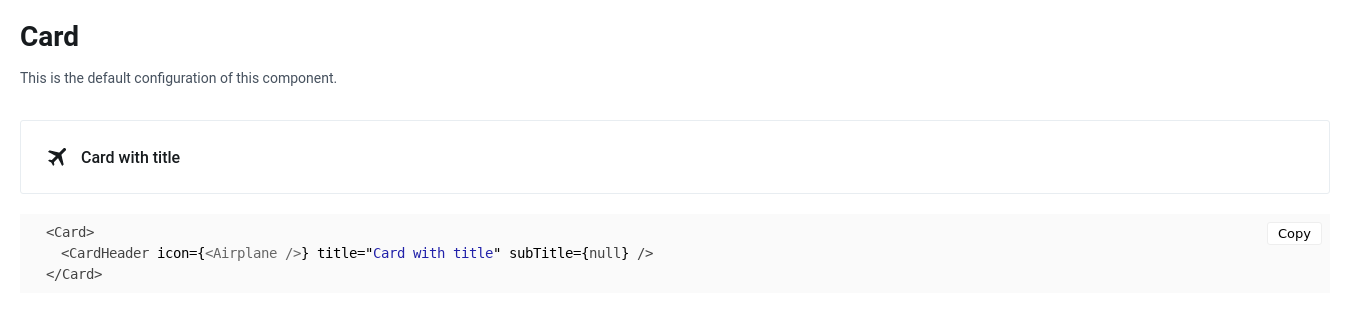 Card
This is the default configuration of this component.
Card with title
<Card>
<CardHeader icon={<Airplane />} title="Card with title" subTitle={null} />
</Card>
Copy